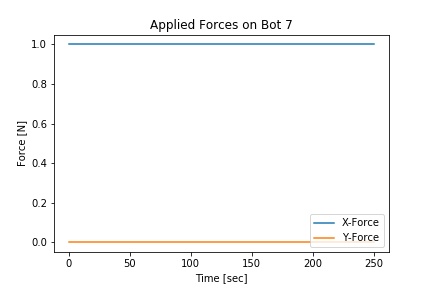 Applied Forces on Bot 7
1.0
0.8
0.6
0.4
0.2
0.0
Force [N]
X-Force
Y-Force
0 50 100 150 200 250
Time [sec]